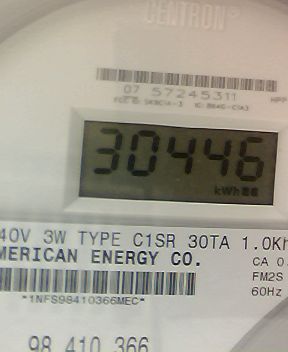 CENTRON®
07 57245311
30446
kWh
40V 3W TYPE C1SR 30TA 1.0Kh
MERICAN ENERGY CO.
CA 0.
FM2S
60Hz
*1NFS98410366MEC*
98 410 366